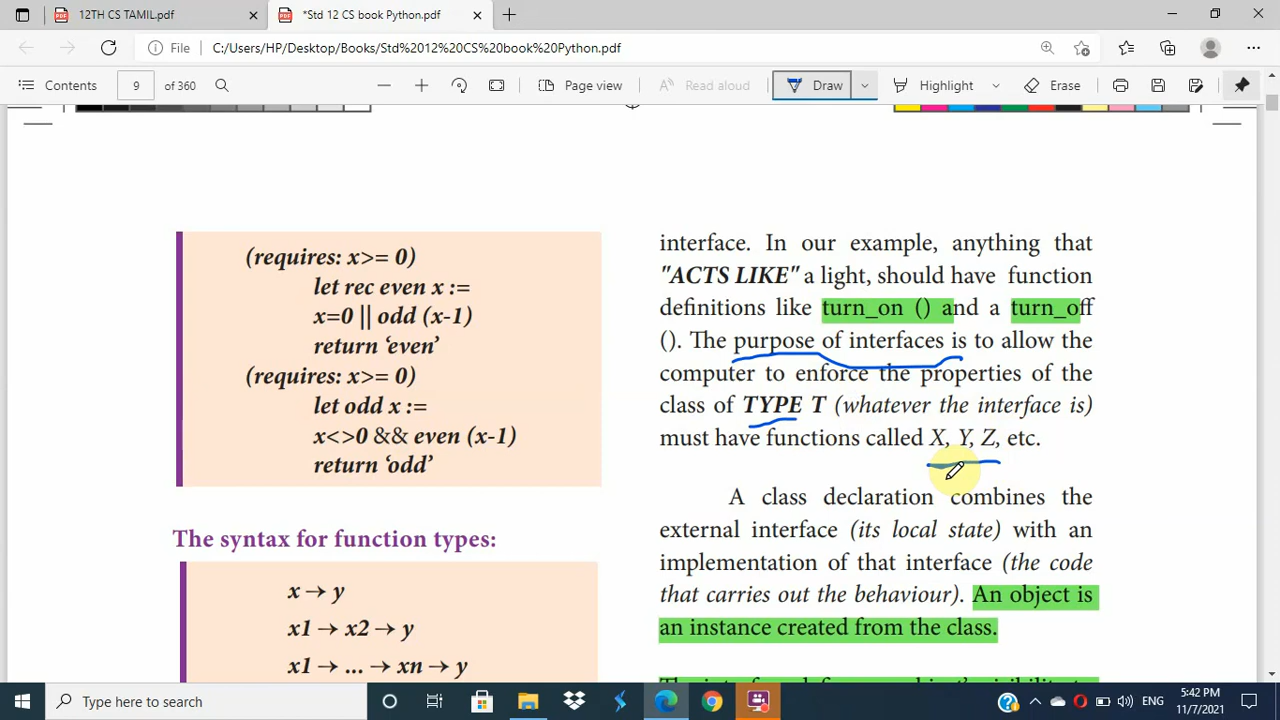 12TH CS TAMIL.pdf
*Std 12 CS book Python.pdf
File
C:/Users/HP/Desktop/Books/Std%2012%20CS%20book%20Python.pdf
Contents
9
of 360
Page view
Read aloud
Draw
Highlight
Erase
(requires: x>= 0)
let rec even x :=
x=0 || odd (x-1)
return ‘even’
(requires: x>= 0)
let odd x :=
x<>0 && even (x-1)
return ‘odd’
The syntax for function types:
x → y
x1 → x2 → y
x1 → ... → xn → y
interface. In our example, anything that
"ACTS LIKE" a light, should have function
definitions like turn_on () and a turn_off
(). The purpose of interfaces is to allow the
computer to enforce the properties of the
class of TYPE T (whatever the interface is)
must have functions called X, Y, Z, etc.
A class declaration combines the
external interface (its local state) with an
implementation of that interface (the code
that carries out the behaviour). An object is
an instance created from the class.
Type here to search
ENG
5:42 PM
11/7/2021